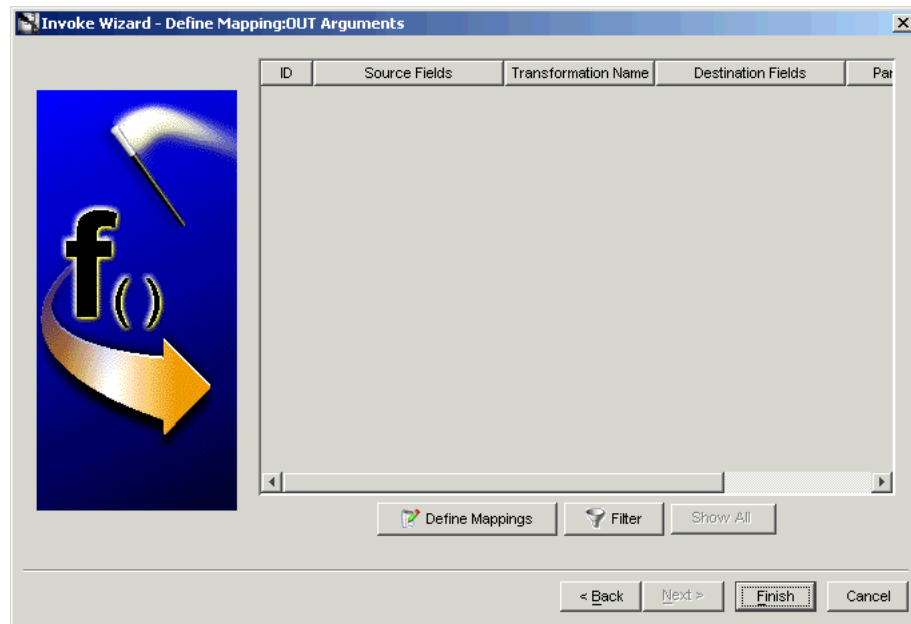 Invoke Wizard - Define Mapping:OUT Arguments
ID Source Fields Transformation Name Destination Fields Par
f()
Define Mappings Filter Show All
< Back Next > Finish Cancel